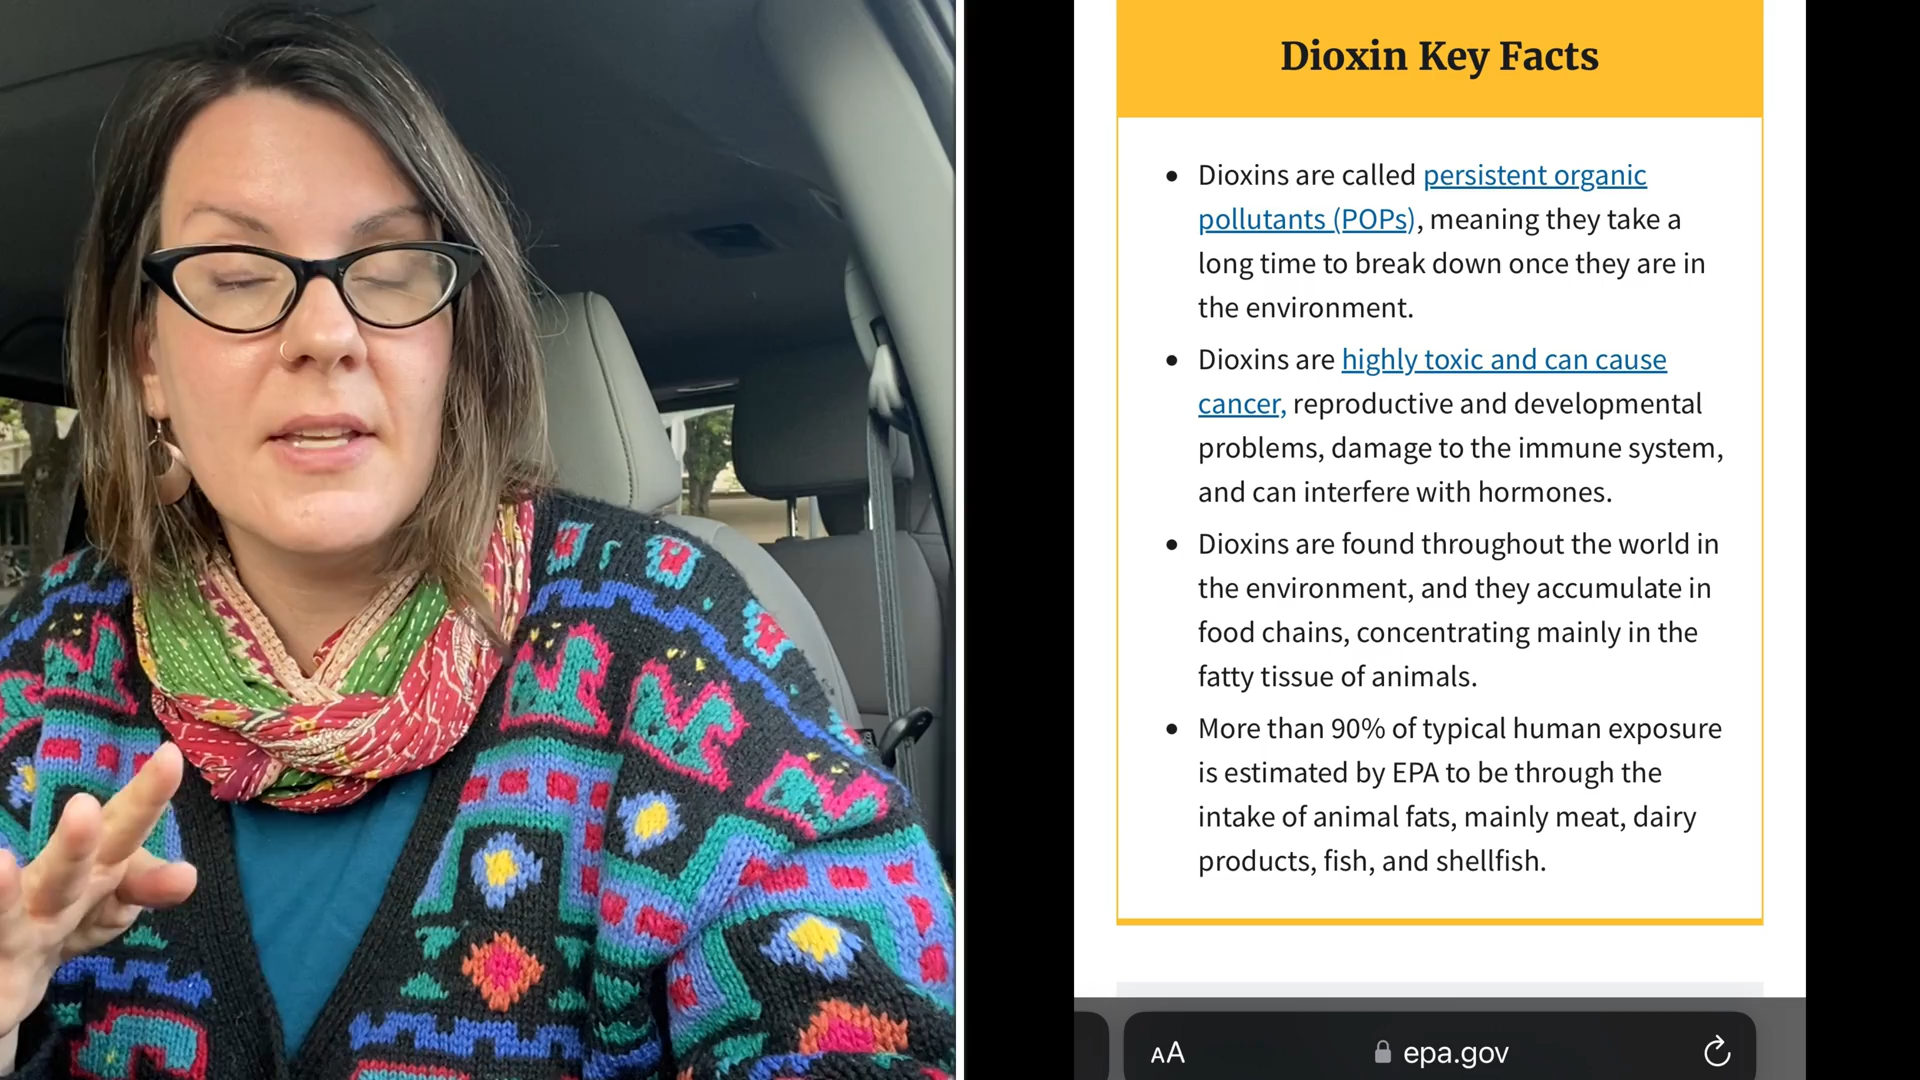 Dioxin Key Facts
• Dioxins are called persistent organic
pollutants (POPs), meaning they take a
long time to break down once they are in
the environment.
• Dioxins are highly toxic and can cause
cancer, reproductive and developmental
problems, damage to the immune system,
and can interfere with hormones.
• Dioxins are found throughout the world in
the environment, and they accumulate in
food chains, concentrating mainly in the
fatty tissue of animals.
• More than 90% of typical human exposure
is estimated by EPA to be through the
intake of animal fats, mainly meat, dairy
products, fish, and shellfish.
AA epa.gov